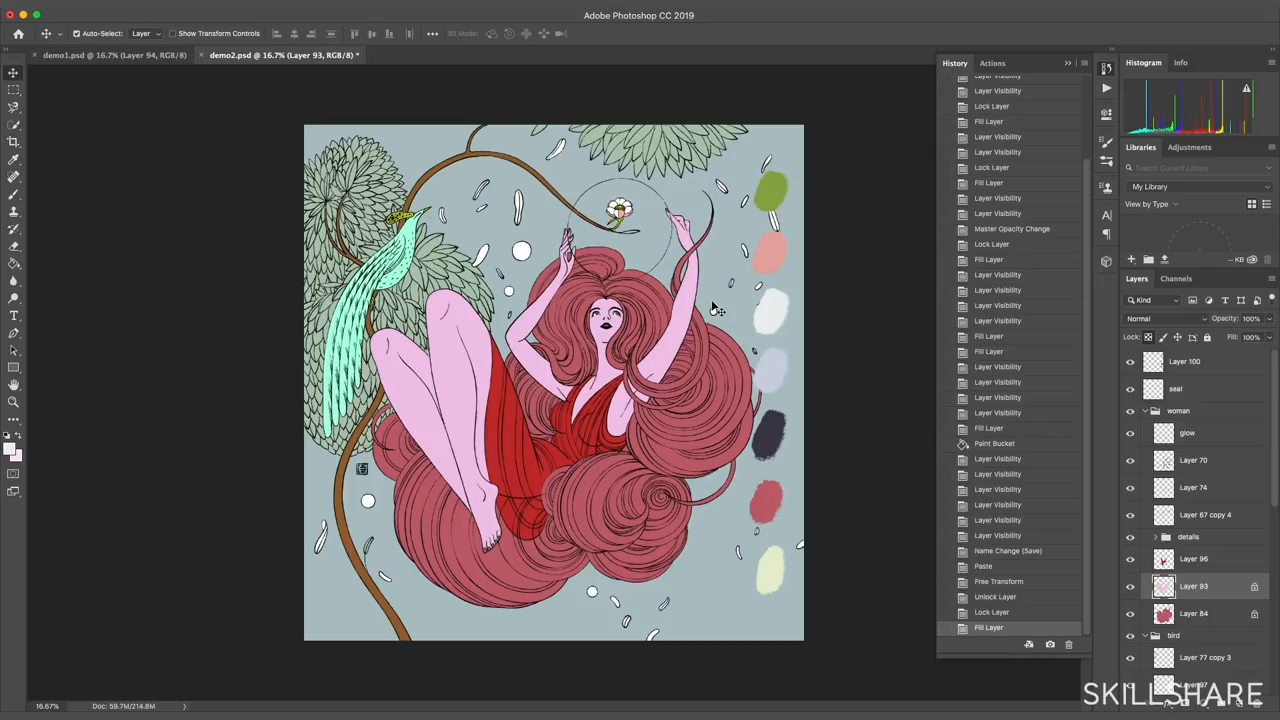 Adobe Photoshop CC 2019
Auto-Select: Layer Show Transform Controls 3D Mode:
demo1.psd @ 16.7% (Layer 94, RGB/8)
demo2.psd @ 16.7% (Layer 93, RGB/8) *
History Actions
Layer Visibility
Layer Visibility
Lock Layer
Fill Layer
Layer Visibility
Layer Visibility
Lock Layer
Fill Layer
Layer Visibility
Layer Visibility
Master Opacity Change
Lock Layer
Fill Layer
Layer Visibility
Layer Visibility
Layer Visibility
Layer Visibility
Fill Layer
Fill Layer
Layer Visibility
Layer Visibility
Layer Visibility
Layer Visibility
Fill Layer
Paint Bucket
Layer Visibility
Layer Visibility
Layer Visibility
Layer Visibility
Layer Visibility
Layer Visibility
Name Change (Save)
Paste
Free Transform
Unlock Layer
Lock Layer
Fill Layer
Histogram Info
Libraries Adjustments
Search Current Library
My Library
View by Type
-- KB
Layers Channels
Kind
Normal Opacity: 100%
Lock: Fill: 100%
Layer 100
seal
woman
glow
Layer 70
Layer 74
Layer 67 copy 4
details
Layer 96
Layer 93
Layer 84
bird
Layer 77 copy 3
SKILLSHARE
16.67% Doc: 59.7M/214.8M